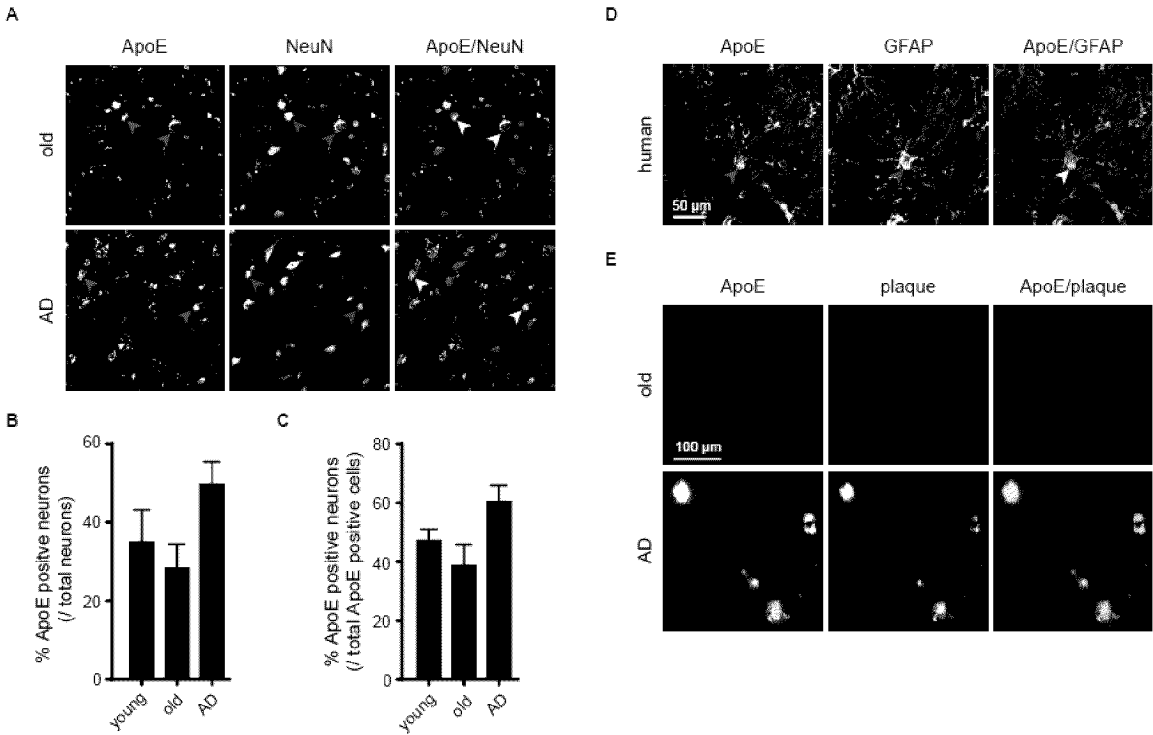 A
ApoE NeuN ApoE/NeuN
old
AD
B
% ApoE positve neurons
(/ total neurons)
60
40
20
0
young old AD
C
% ApoE positive neurons
(/ total ApoE positive cells)
80
60
40
20
0
young old AD
D
ApoE GFAP ApoE/GFAP
human
50 µm
E
ApoE plaque ApoE/plaque
old
100 µm
AD